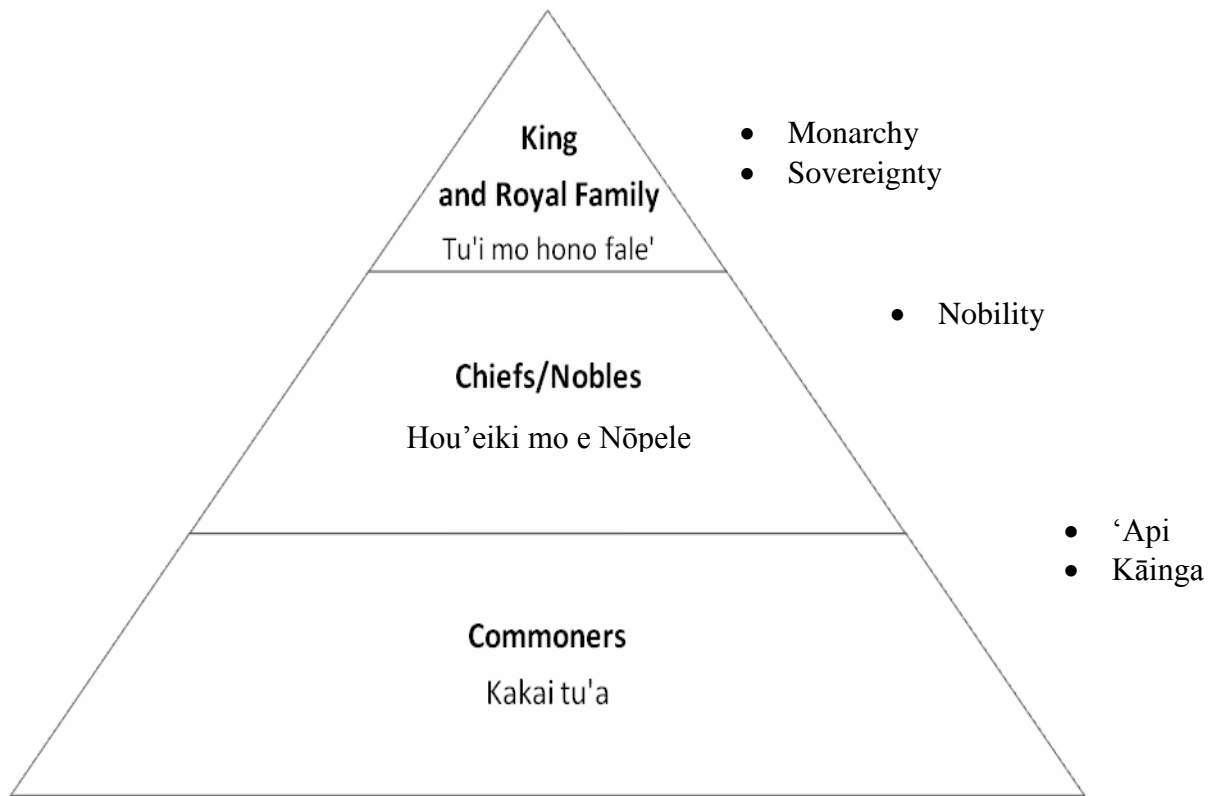 King
and Royal Family
Tu'i mo hono fale'
• Monarchy
• Sovereignty
• Nobility
Chiefs/Nobles
Hou’eiki mo e Nōpele
• ‘Api
• Kāinga
Commoners
Kakai tu'a